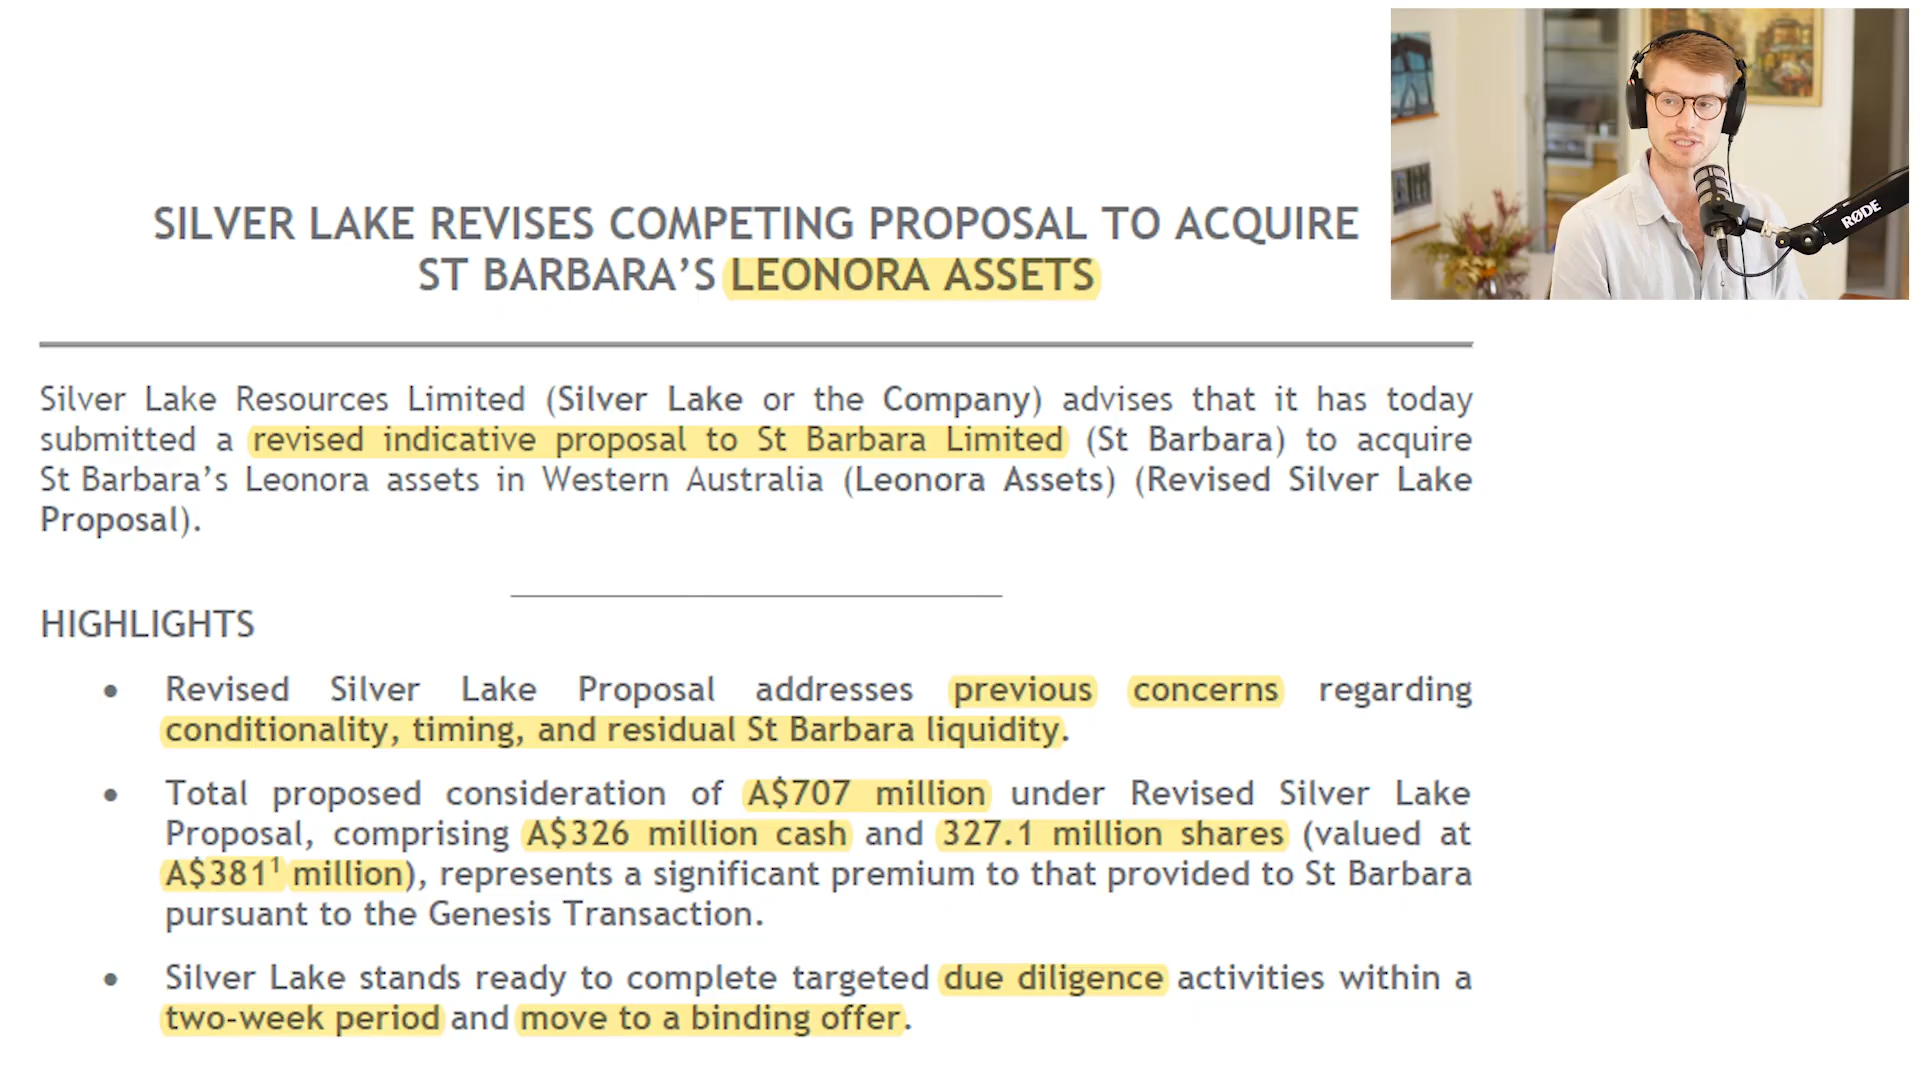 SILVER LAKE REVISES COMPETING PROPOSAL TO ACQUIRE
ST BARBARA’S LEONORA ASSETS
RØDE
Silver Lake Resources Limited (Silver Lake or the Company) advises that it has today
submitted a revised indicative proposal to St Barbara Limited (St Barbara) to acquire
St Barbara’s Leonora assets in Western Australia (Leonora Assets) (Revised Silver Lake
Proposal).
HIGHLIGHTS
• Revised Silver Lake Proposal addresses previous concerns regarding
conditionality, timing, and residual St Barbara liquidity.
• Total proposed consideration of A$707 million under Revised Silver Lake
Proposal, comprising A$326 million cash and 327.1 million shares (valued at
A$381¹ million), represents a significant premium to that provided to St Barbara
pursuant to the Genesis Transaction.
• Silver Lake stands ready to complete targeted due diligence activities within a
two-week period and move to a binding offer.